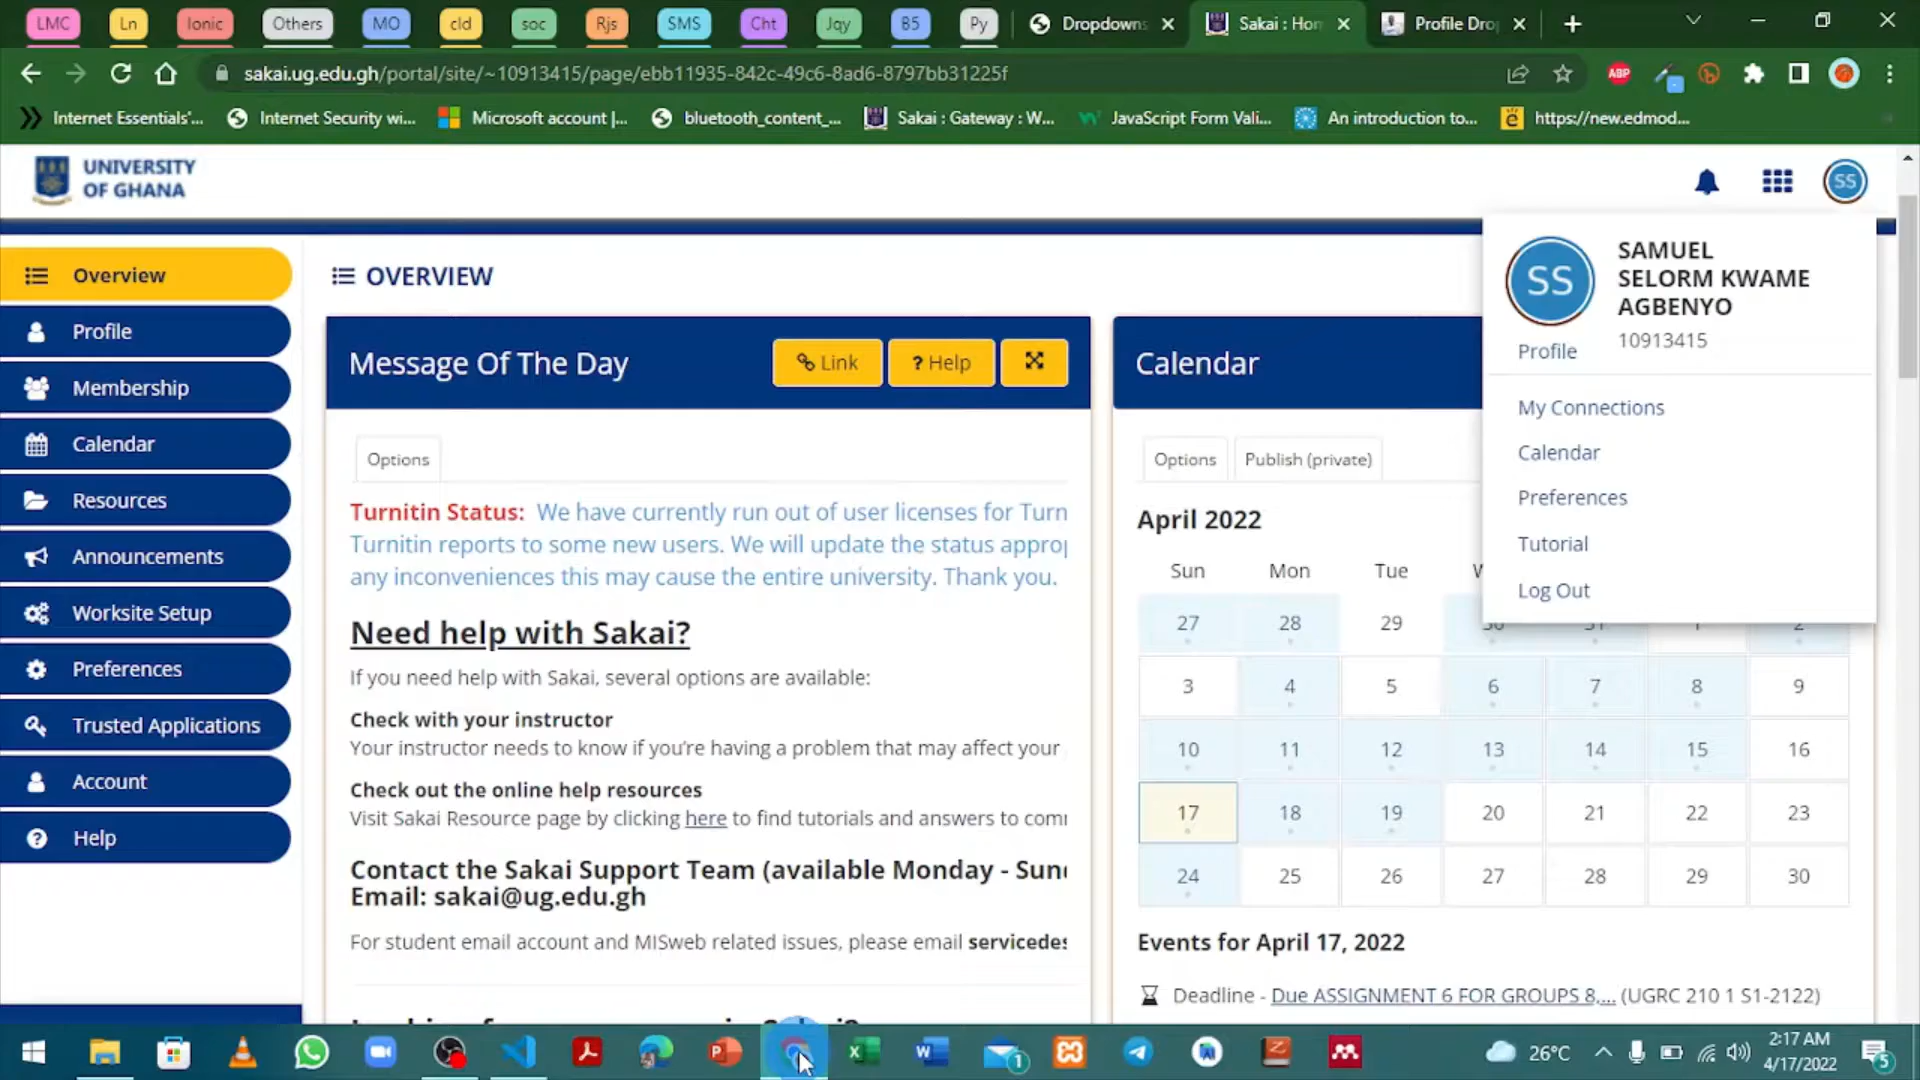 LMC
Ln
Ionic
Others
MO
cld
soc
Rjs
SMS
Cht
Jqy
B5
Py
Dropdowns
Sakai : Hon
Profile Dro
sakai.ug.edu.gh/portal/site/~10913415/page/ebb11935-842c-49c6-8ad6-8797bb31225f
ABP
Internet Essentials'...
Internet Security wi...
Microsoft account |...
bluetooth_content_...
Sakai : Gateway : W...
JavaScript Form Vali...
An introduction to...
https://new.edmod...
UNIVERSITY
OF GHANA
SS
Overview
Profile
Membership
Calendar
Resources
Announcements
Worksite Setup
Preferences
Trusted Applications
Account
Help
OVERVIEW
Message Of The Day
Link
? Help
Options
Turnitin Status: We have currently run out of user licenses for Turn
Turnitin reports to some new users. We will update the status approp
any inconveniences this may cause the entire university. Thank you.
Need help with Sakai?
If you need help with Sakai, several options are available:
Check with your instructor
Your instructor needs to know if you're having a problem that may affect your
Check out the online help resources
Visit Sakai Resource page by clicking here to find tutorials and answers to com
Contact the Sakai Support Team (available Monday - Sun
Email: sakai@ug.edu.gh
For student email account and MISweb related issues, please email servicedes
Calendar
Options
Publish (private)
April 2022
Sun Mon Tue
27 28 29
3 4 5 6 7 8 9
10 11 12 13 14 15 16
17 18 19 20 21 22 23
24 25 26 27 28 29 30
Events for April 17, 2022
Deadline - Due ASSIGNMENT 6 FOR GROUPS 8,... (UGRC 210 1 S1-2122)
SS
SAMUEL
SELORM KWAME
AGBENYO
10913415
Profile
My Connections
Calendar
Preferences
Tutorial
Log Out
1
26°C
2:17 AM
4/17/2022
5